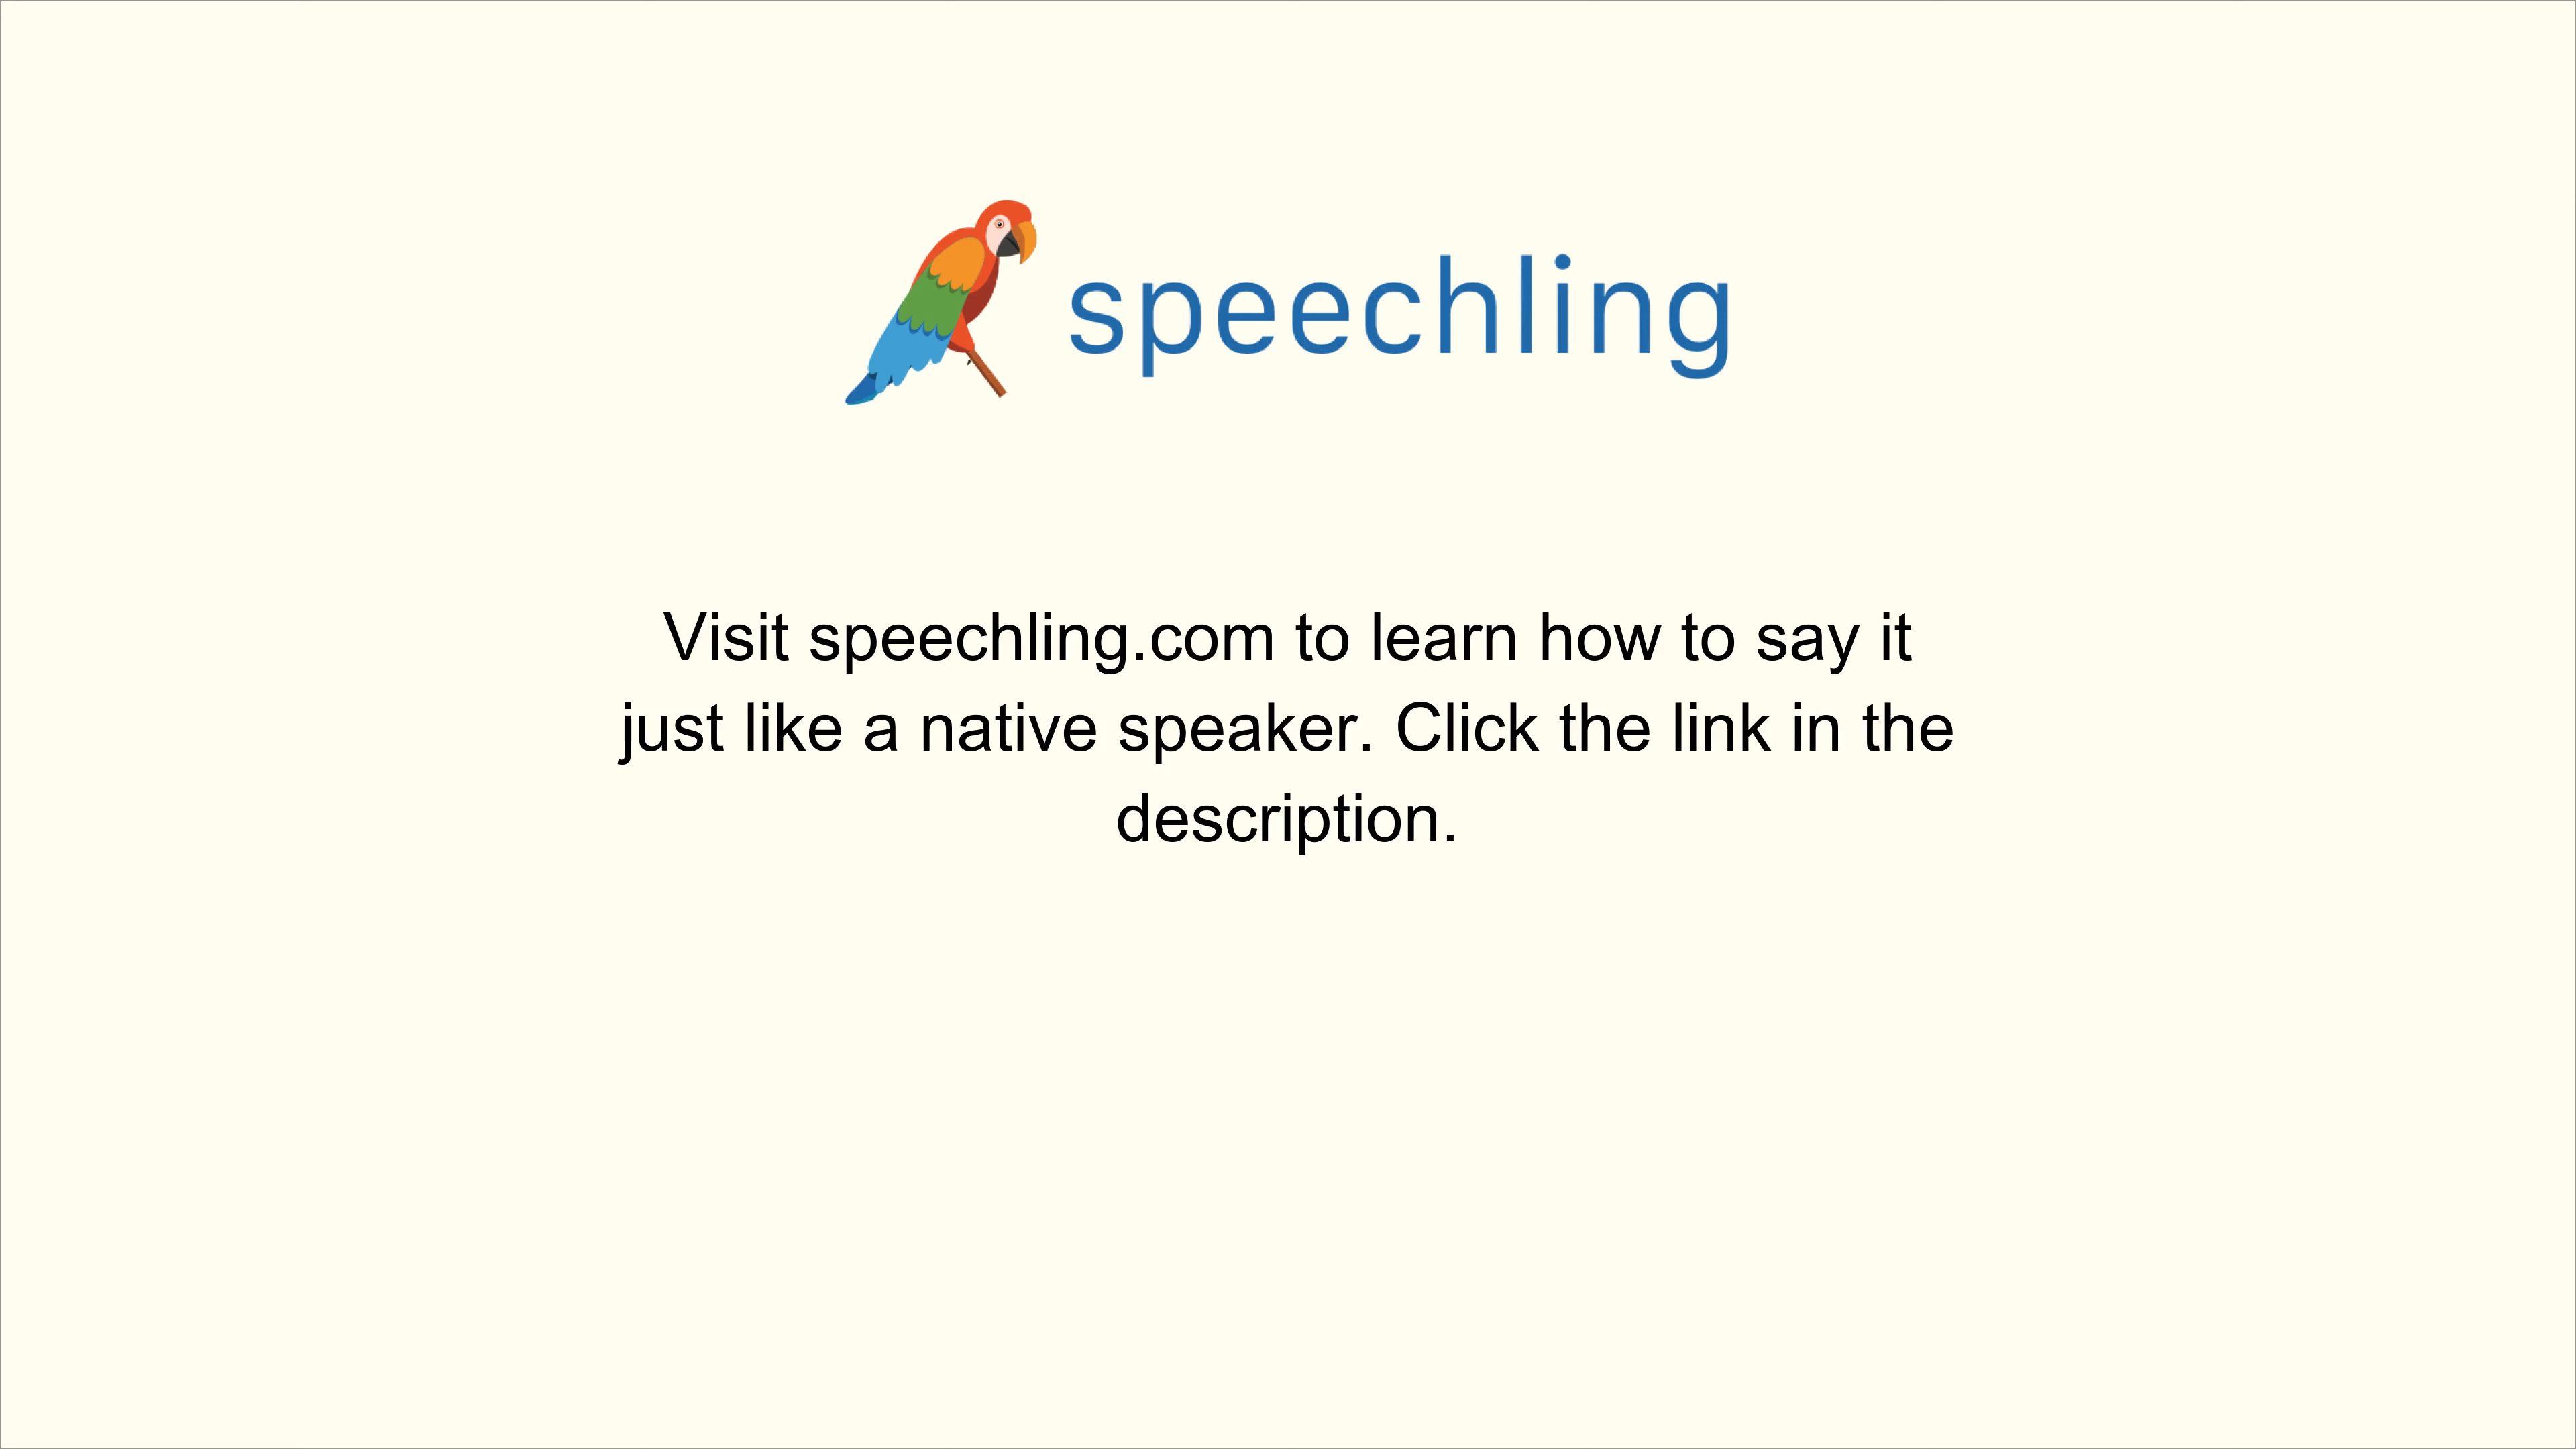 speechling
Visit speechling.com to learn how to say it
just like a native speaker. Click the link in the
description.